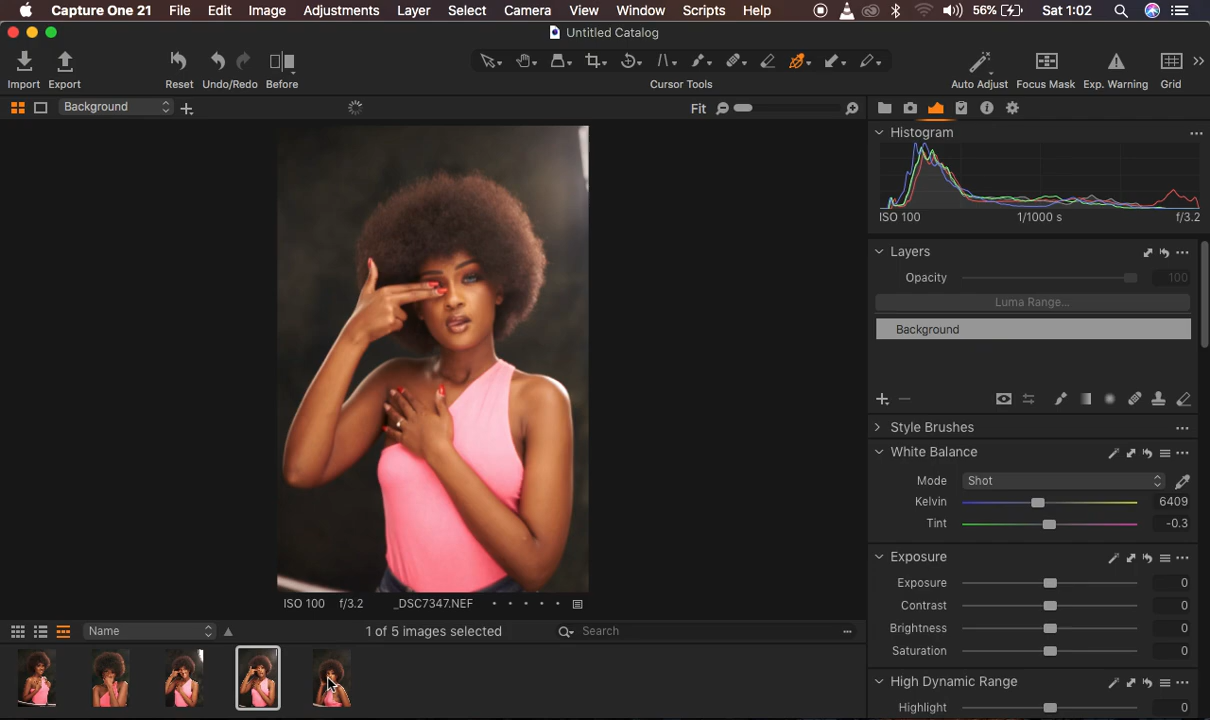 Capture One 21 File Edit Image Adjustments Layer Select Camera View Window Scripts Help 56% Sat 1:02
Untitled Catalog
Import Export Reset Undo/Redo Before Cursor Tools Auto Adjust Focus Mask Exp. Warning Grid
Background Fit
Histogram
ISO 100 1/1000 s f/3.2
Layers
Opacity 100
Luma Range...
Background
Style Brushes
White Balance
Mode Shot
Kelvin 6409
Tint -0.3
Exposure
Exposure 0
Contrast 0
Brightness 0
Saturation 0
High Dynamic Range
Highlight 0
ISO 100 f/3.2 _DSC7347.NEF
Name 1 of 5 images selected Search